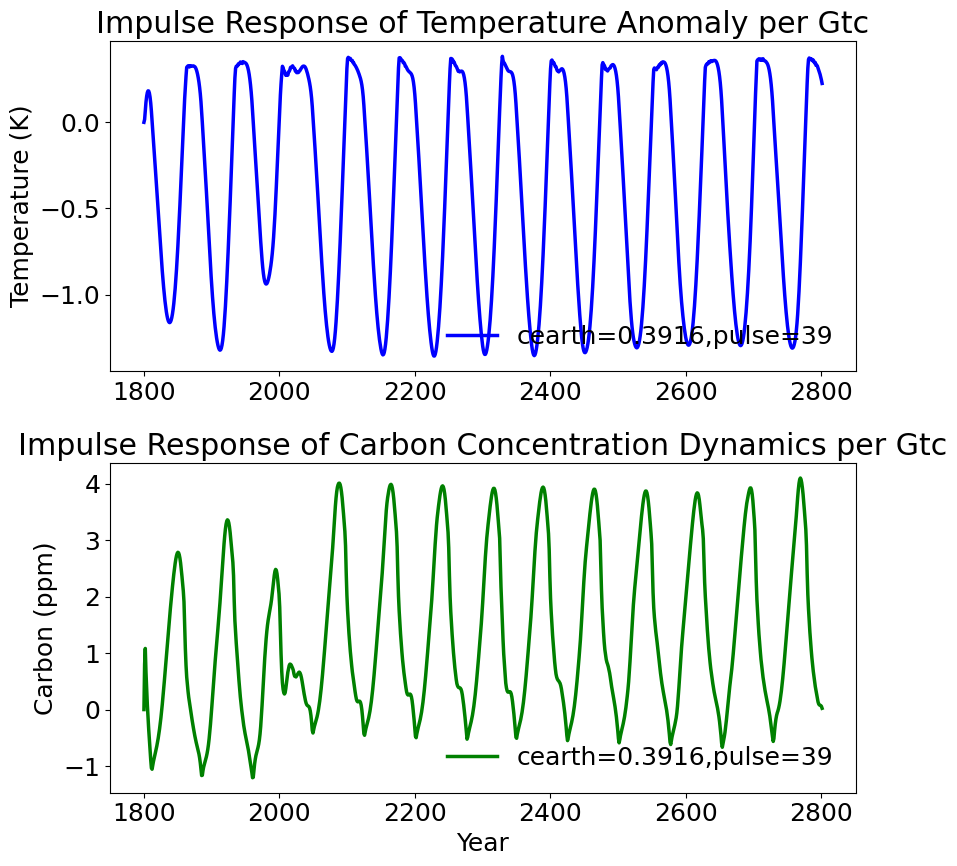 Impulse Response of Temperature Anomaly per Gtc
Temperature (K)
0.0
−0.5
−1.0
cearth=0.3916,pulse=39
1800 2000 2200 2400 2600 2800
Impulse Response of Carbon Concentration Dynamics per Gtc
Carbon (ppm)
4
3
2
1
0
−1
cearth=0.3916,pulse=39
1800 2000 2200 2400 2600 2800
Year